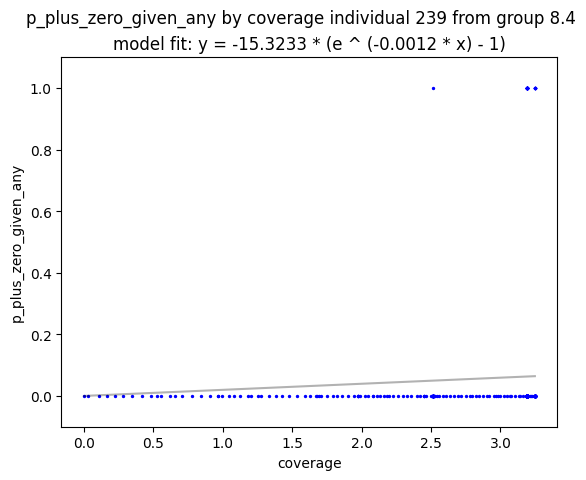 p_plus_zero_given_any by coverage individual 239 from group 8.4
model fit: y = -15.3233 * (e ^ (-0.0012 * x) - 1)
1.0
0.8
0.6
0.4
0.2
0.0
p_plus_zero_given_any
0.0 0.5 1.0 1.5 2.0 2.5 3.0
coverage